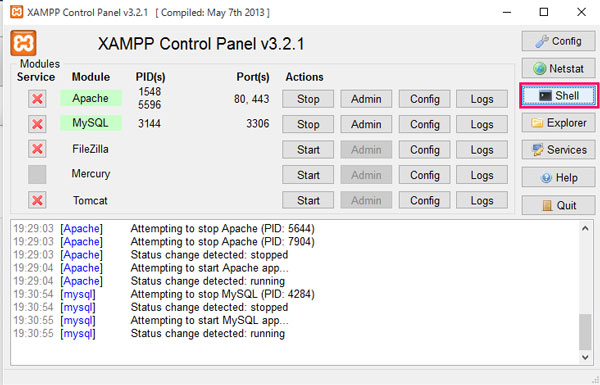 XAMPP Control Panel v3.2.1 [ Compiled: May 7th 2013 ]
XAMPP Control Panel v3.2.1
Modules
Service Module PID(s) Port(s) Actions
Apache 1548 5596 80, 443 Stop Admin Config Logs
MySQL 3144 3306 Stop Admin Config Logs
FileZilla Start Admin Config Logs
Mercury Start Admin Config Logs
Tomcat Start Admin Config Logs
Config
Netstat
Shell
Explorer
Services
Help
Quit
19:29:03 [Apache] Attempting to stop Apache (PID: 5644)
19:29:03 [Apache] Attempting to stop Apache (PID: 7904)
19:29:03 [Apache] Status change detected: stopped
19:29:04 [Apache] Attempting to start Apache app...
19:29:04 [Apache] Status change detected: running
19:30:54 [mysql] Attempting to stop MySQL (PID: 4284)
19:30:54 [mysql] Status change detected: stopped
19:30:55 [mysql] Attempting to start MySQL app...
19:30:55 [mysql] Status change detected: running